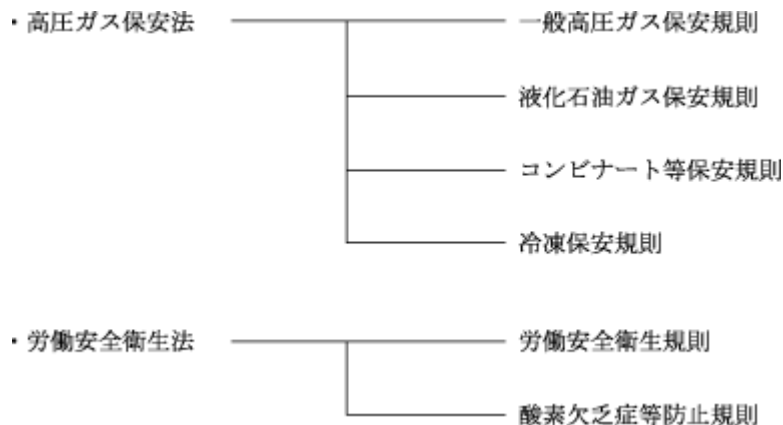 ・高圧ガス保安法 一般高圧ガス保安規則
液化石油ガス保安規則
コンビナート等保安規則
冷凍保安規則
・労働安全衛生法 労働安全衛生規則
酸素欠乏症等防止規則